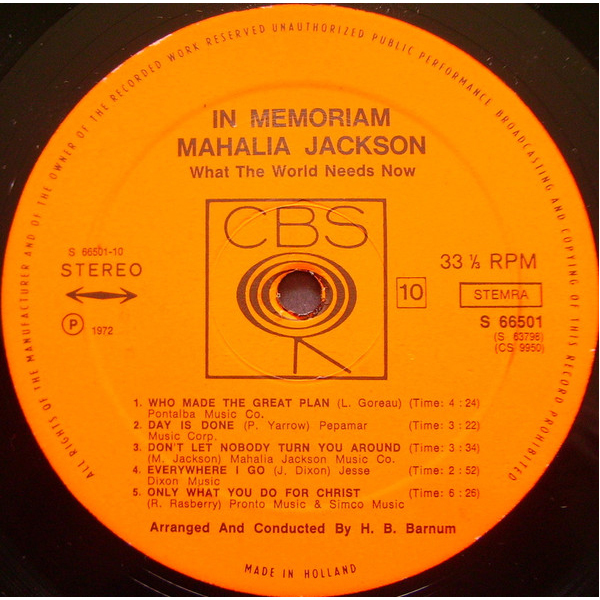 ALL RIGHTS OF THE MANUFACTURER AND OF THE OWNER OF THE RECORDED WORK RESERVED UNAUTHORIZED PUBLIC PERFORMANCE BROADCASTING AND COPYING OF THIS RECORD PROHIBITED
IN MEMORIAM
MAHALIA JACKSON
What The World Needs Now
CBS
S 66501-10
STEREO
℗ 1972
33 ⅓ RPM
10
STEMRA
S 66501
(S 63798)
(CS 9950)
1. WHO MADE THE GREAT PLAN (L. Goreau) (Time: 4 : 24)
Pontalba Music Co.
2. DAY IS DONE (P. Yarrow) Pepamar (Time: 3 : 22)
Music Corp.
3. DON'T LET NOBODY TURN YOU AROUND (Time: 3 : 34)
(M. Jackson) Mahalia Jackson Music Co.
4. EVERYWHERE I GO (J. Dixon) Jesse (Time: 2 : 52)
Dixon Music
5. ONLY WHAT YOU DO FOR CHRIST (Time: 6 : 26)
(R. Rasberry) Pronto Music & Simco Music
Arranged And Conducted By H. B. Barnum
MADE IN HOLLAND